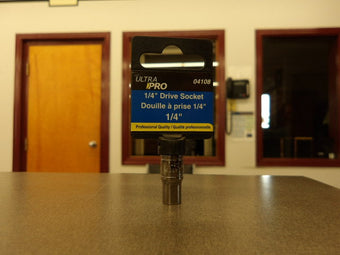 ULTRA
PRO
04108
1/4" Drive Socket
Douille à prise 1/4"
1/4"
Professional Quality / Qualité professionnelle